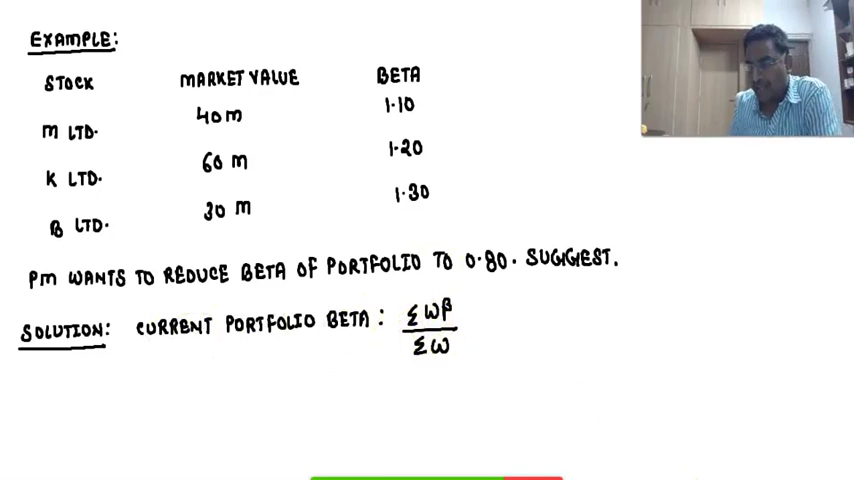 EXAMPLE:
STOCK MARKET VALUE BETA
M LTD. 40 m 1.10
K LTD. 60 m 1.20
B LTD. 30 m 1.30
PM WANTS TO REDUCE BETA OF PORTFOLIO TO 0.80. SUGGEST.
SOLUTION: CURRENT PORTFOLIO BETA: ΣWβ
ΣW